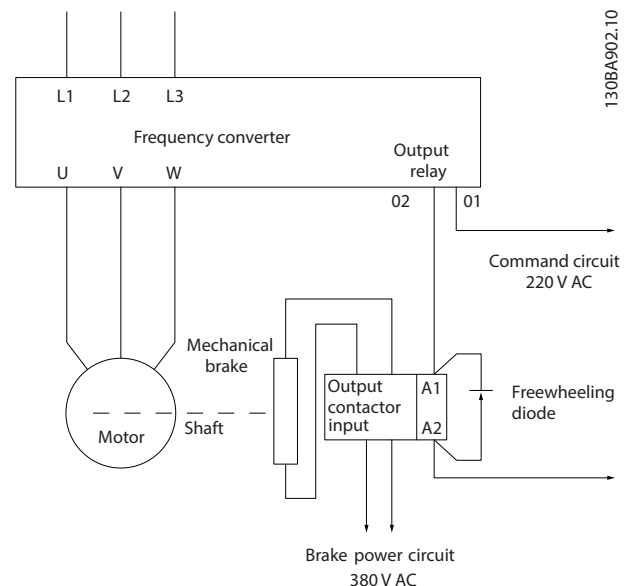 130BA902.10
L1 L2 L3
Frequency converter
Output
relay
U V W
02 01
Command circuit
220 V AC
Mechanical
brake
Output
contactor
input
A1
A2
Freewheeling
diode
Shaft
Motor
Brake power circuit
380 V AC